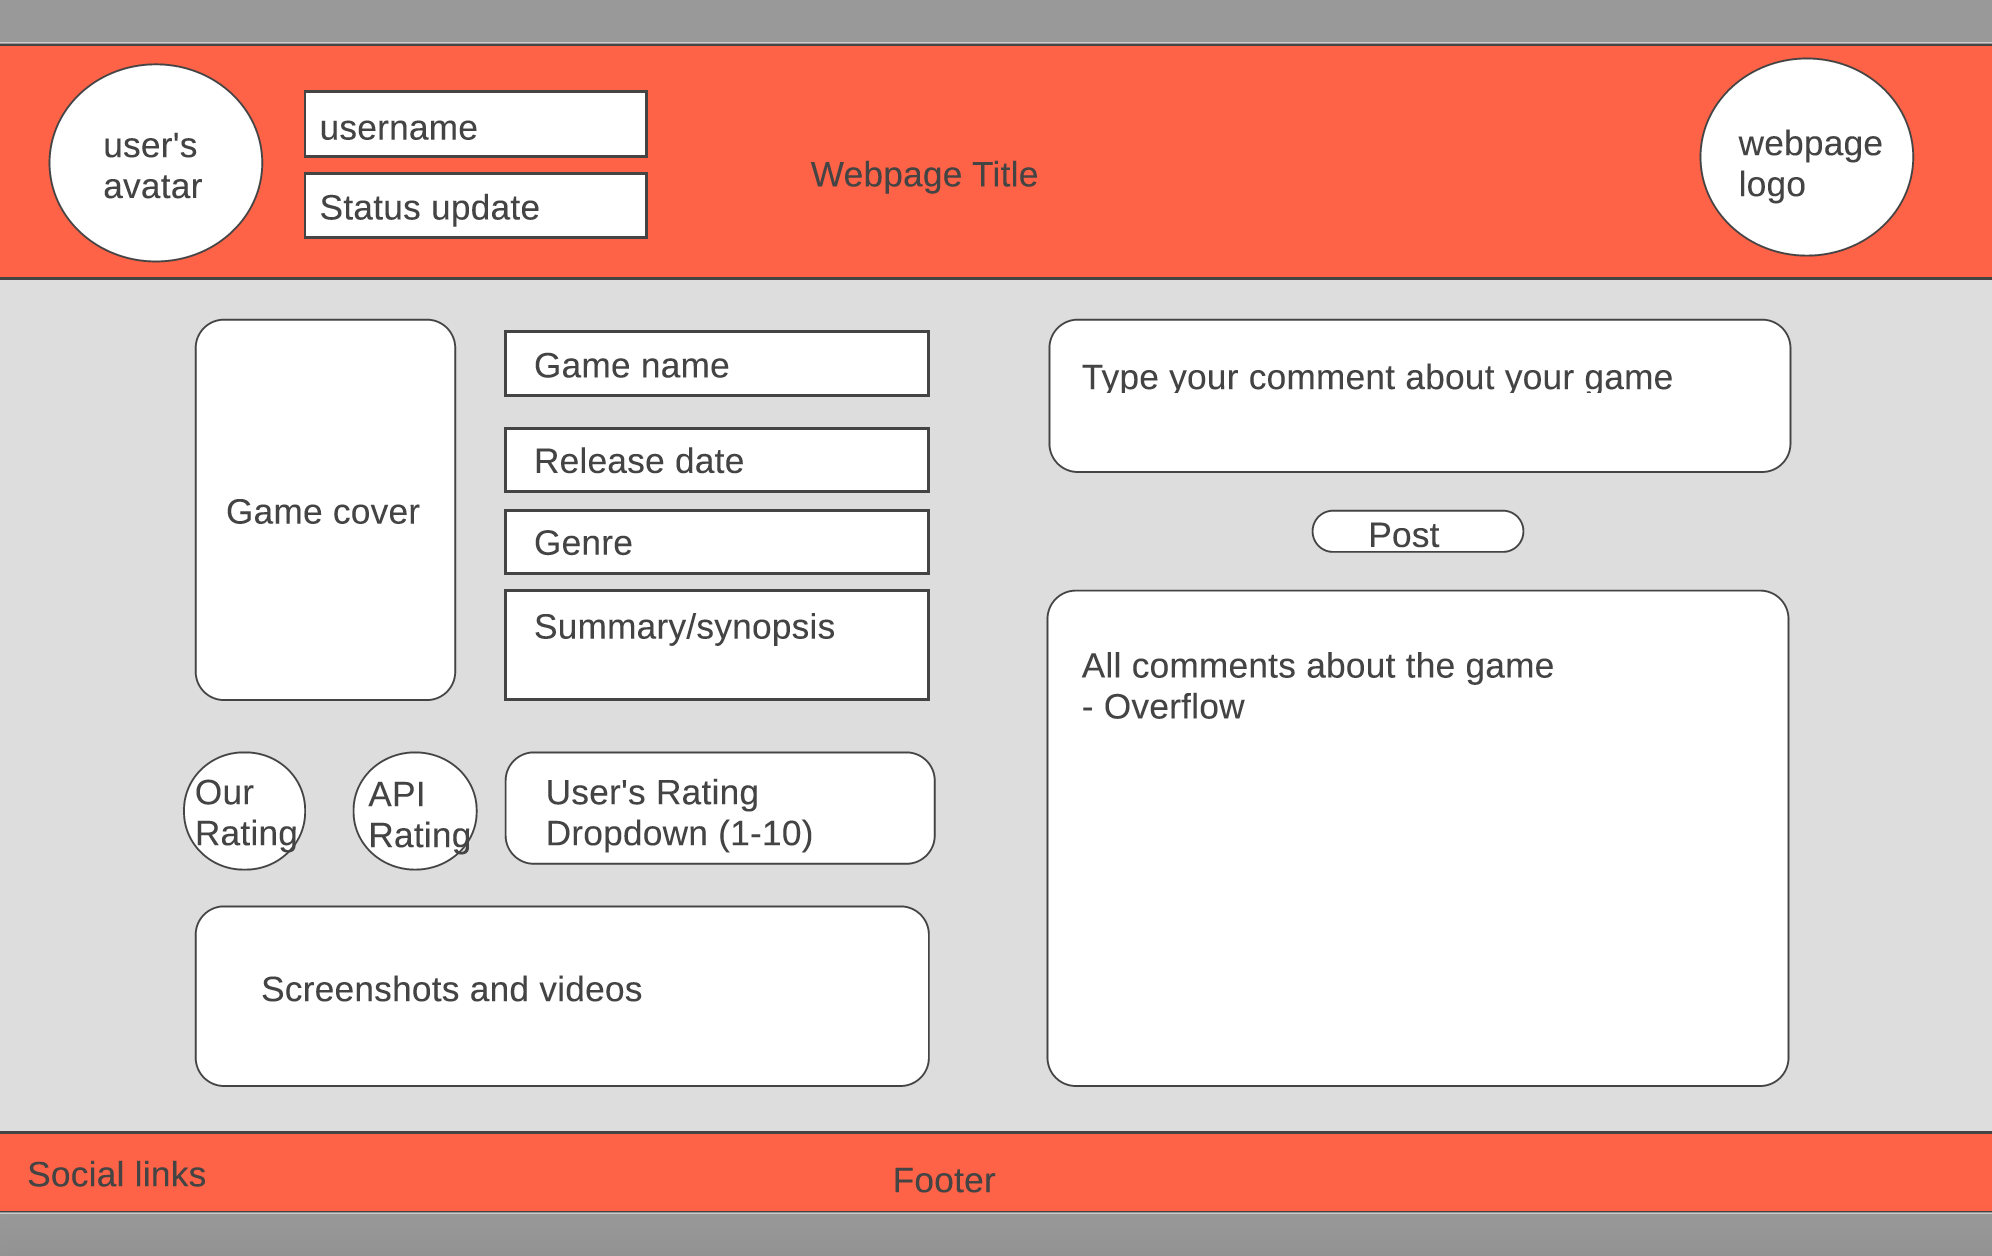 user's
avatar
username
Status update
Webpage Title
webpage
logo
Game cover
Game name
Release date
Genre
Summary/synopsis
Our
Rating
API
Rating
User's Rating
Dropdown (1-10)
Screenshots and videos
Type your comment about your game
Post
All comments about the game
- Overflow
Social links
Footer